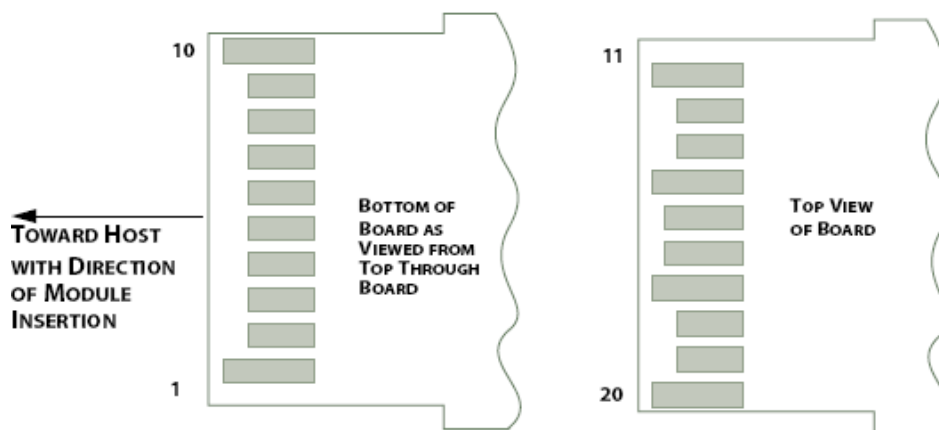 10
BOTTOM OF
BOARD AS
VIEWED FROM
TOP THROUGH
BOARD
TOWARD HOST
WITH DIRECTION
OF MODULE
INSERTION
1
11
TOP VIEW
OF BOARD
20